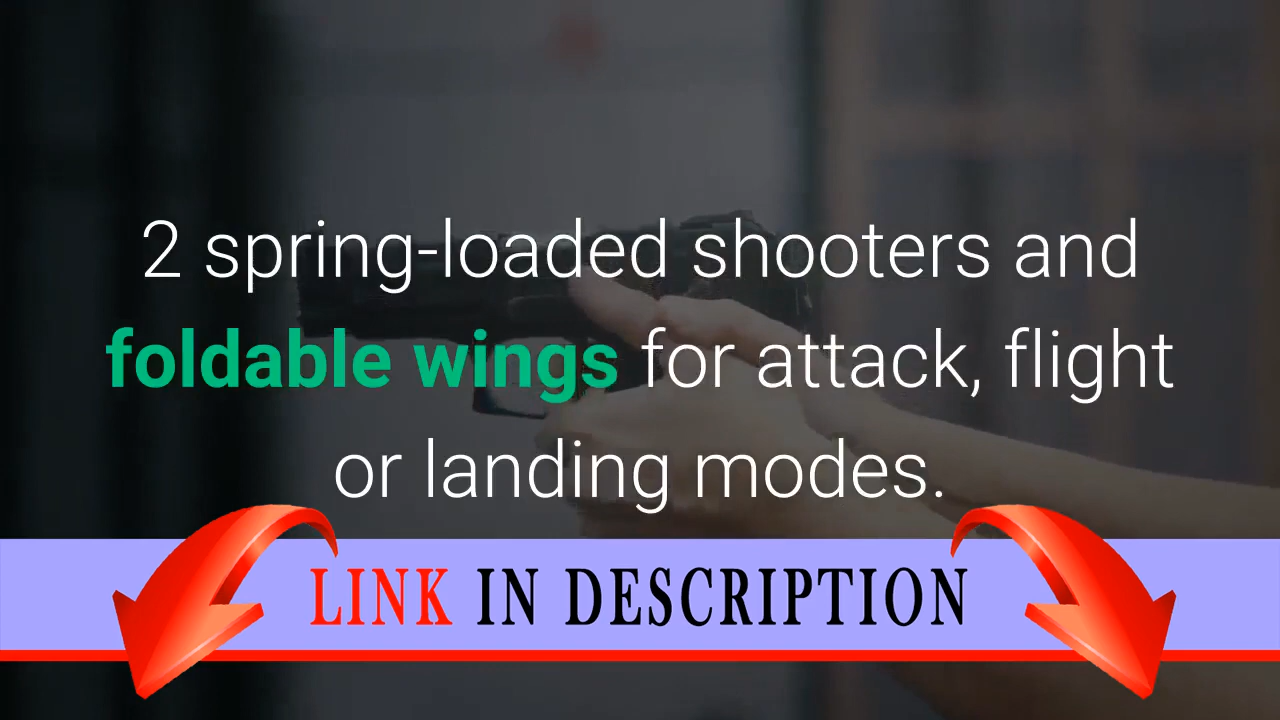 2 spring-loaded shooters and
foldable wings for attack, flight
or landing modes.
LINK IN DESCRIPTION